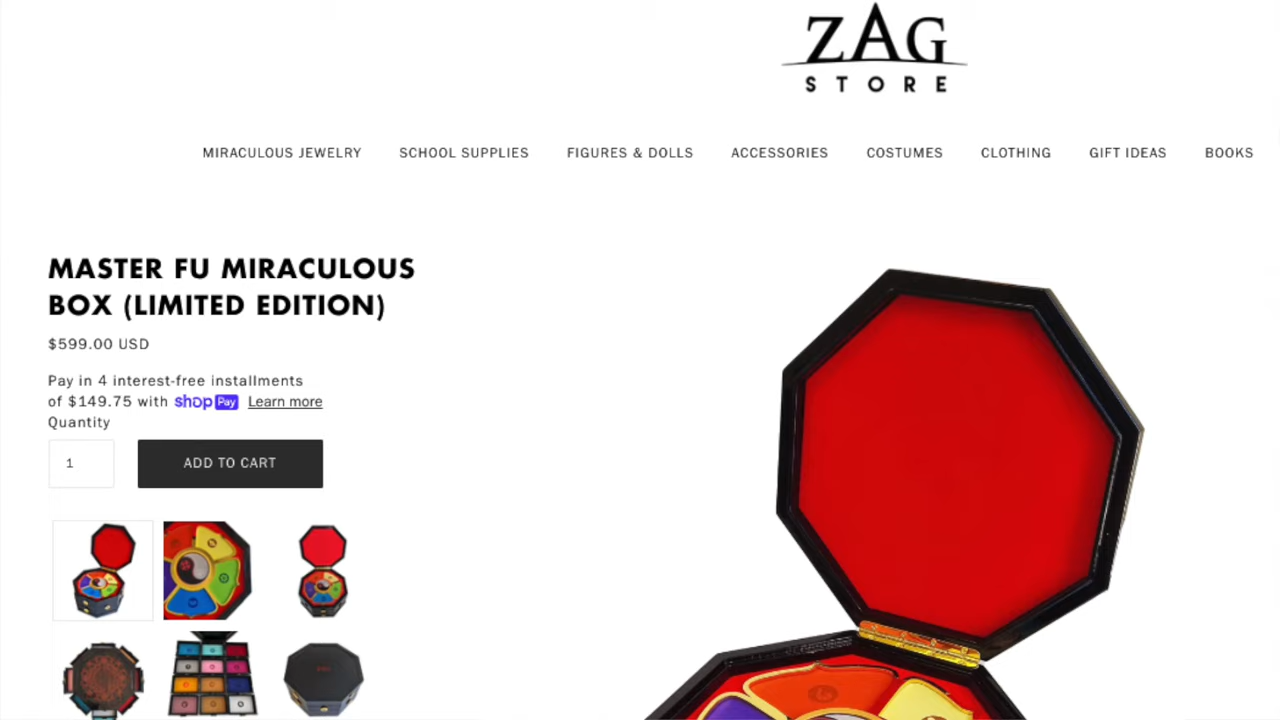 ZAG
STORE
MIRACULOUS JEWELRY SCHOOL SUPPLIES FIGURES & DOLLS ACCESSORIES COSTUMES CLOTHING GIFT IDEAS BOOKS
MASTER FU MIRACULOUS
BOX (LIMITED EDITION)
$599.00 USD
Pay in 4 interest-free installments
of $149.75 with shop Pay Learn more
Quantity
1 ADD TO CART